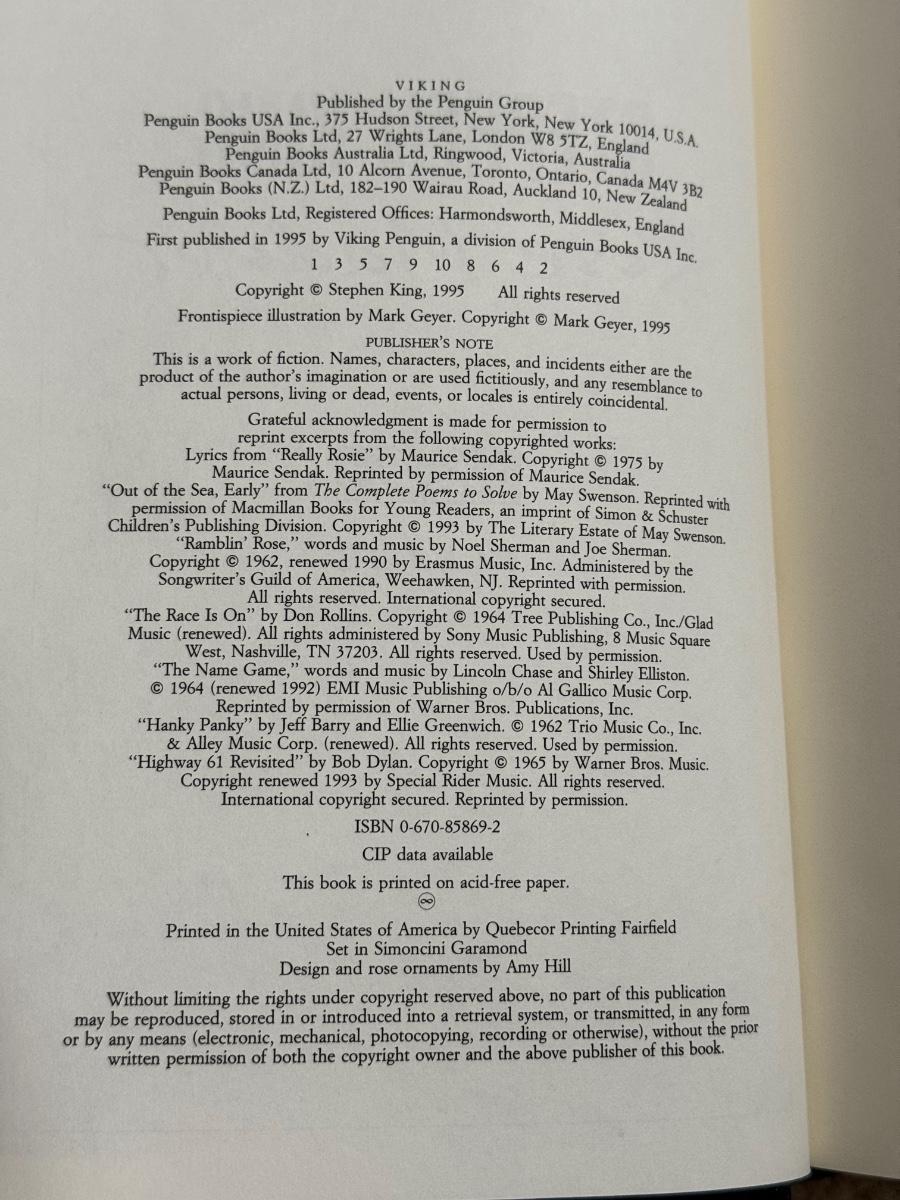 VIKING
Published by the Penguin Group
Penguin Books USA Inc., 375 Hudson Street, New York, New York 10014, U.S.A.
Penguin Books Ltd, 27 Wrights Lane, London W8 5TZ, England
Penguin Books Australia Ltd, Ringwood, Victoria, Australia
Penguin Books Canada Ltd, 10 Alcorn Avenue, Toronto, Ontario, Canada M4V 3B2
Penguin Books (N.Z.) Ltd, 182–190 Wairau Road, Auckland 10, New Zealand
Penguin Books Ltd, Registered Offices: Harmondsworth, Middlesex, England
First published in 1995 by Viking Penguin, a division of Penguin Books USA Inc.
1 3 5 7 9 10 8 6 4 2
Copyright © Stephen King, 1995 All rights reserved
Frontispiece illustration by Mark Geyer. Copyright © Mark Geyer, 1995
PUBLISHER'S NOTE
This is a work of fiction. Names, characters, places, and incidents either are the
product of the author's imagination or are used fictitiously, and any resemblance to
actual persons, living or dead, events, or locales is entirely coincidental.
Grateful acknowledgment is made for permission to
reprint excerpts from the following copyrighted works:
Lyrics from "Really Rosie" by Maurice Sendak. Copyright © 1975 by
Maurice Sendak. Reprinted by permission of Maurice Sendak.
"Out of the Sea, Early" from The Complete Poems to Solve by May Swenson. Reprinted with
permission of Macmillan Books for Young Readers, an imprint of Simon & Schuster
Children's Publishing Division. Copyright © 1993 by The Literary Estate of May Swenson.
"Ramblin' Rose," words and music by Noel Sherman and Joe Sherman.
Copyright © 1962, renewed 1990 by Erasmus Music, Inc. Administered by the
Songwriter's Guild of America, Weehawken, NJ. Reprinted with permission.
All rights reserved. International copyright secured.
"The Race Is On" by Don Rollins. Copyright © 1964 Tree Publishing Co., Inc./Glad
Music (renewed). All rights administered by Sony Music Publishing, 8 Music Square
West, Nashville, TN 37203. All rights reserved. Used by permission.
"The Name Game," words and music by Lincoln Chase and Shirley Elliston.
© 1964 (renewed 1992) EMI Music Publishing o/b/o Al Gallico Music Corp.
Reprinted by permission of Warner Bros. Publications, Inc.
"Hanky Panky" by Jeff Barry and Ellie Greenwich. © 1962 Trio Music Co., Inc.
& Alley Music Corp. (renewed). All rights reserved. Used by permission.
"Highway 61 Revisited" by Bob Dylan. Copyright © 1965 by Warner Bros. Music.
Copyright renewed 1993 by Special Rider Music. All rights reserved.
International copyright secured. Reprinted by permission.
ISBN 0-670-85869-2
CIP data available
This book is printed on acid-free paper.
♾
Printed in the United States of America by Quebecor Printing Fairfield
Set in Simoncini Garamond
Design and rose ornaments by Amy Hill
Without limiting the rights under copyright reserved above, no part of this publication
may be reproduced, stored in or introduced into a retrieval system, or transmitted, in any form
or by any means (electronic, mechanical, photocopying, recording or otherwise), without the prior
written permission of both the copyright owner and the above publisher of this book.